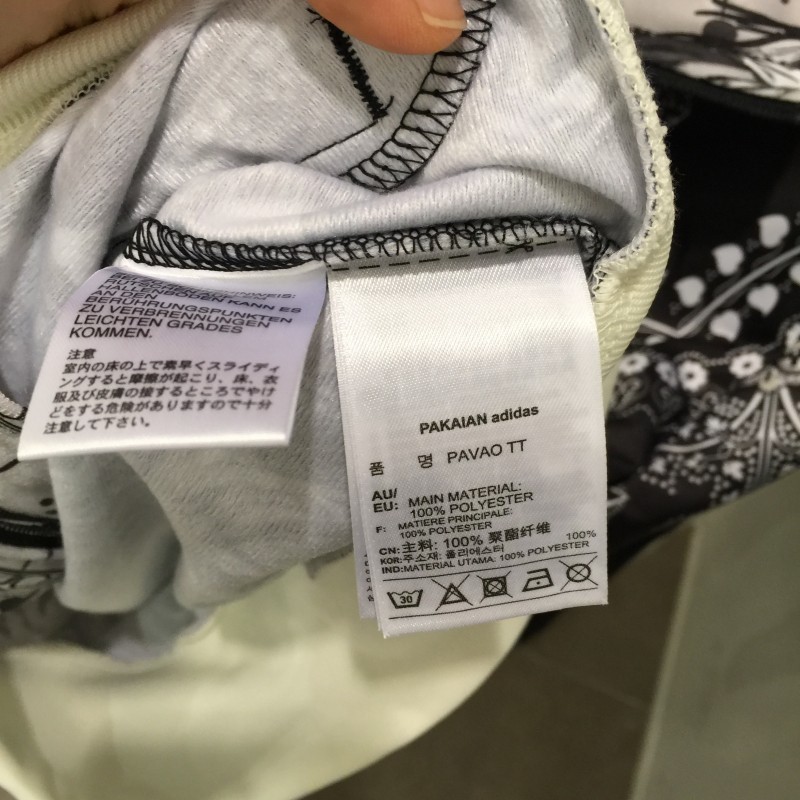 HALLENBODEN KANN ES
AN DEN
BERÜHRUNGSPUNKTEN
ZU VERBRENNUNGEN
LEICHTEN GRADES
KOMMEN.
注意
室内の床の上で素早くスライディ
ングすると摩擦が起こり、床、衣
服及び皮膚の接するところでやけ
どをする危険がありますので十分
注意して下さい。
PAKAIAN adidas
품 명 PAVAO TT
AU/
EU: MAIN MATERIAL:
100% POLYESTER
F: MATIERE PRINCIPALE:
100% POLYESTER
CN: 主料: 100% 聚酯纤维
KOR: 주소재: 폴리에스터 100%
IND: MATERIAL UTAMA: 100% POLYESTER
30